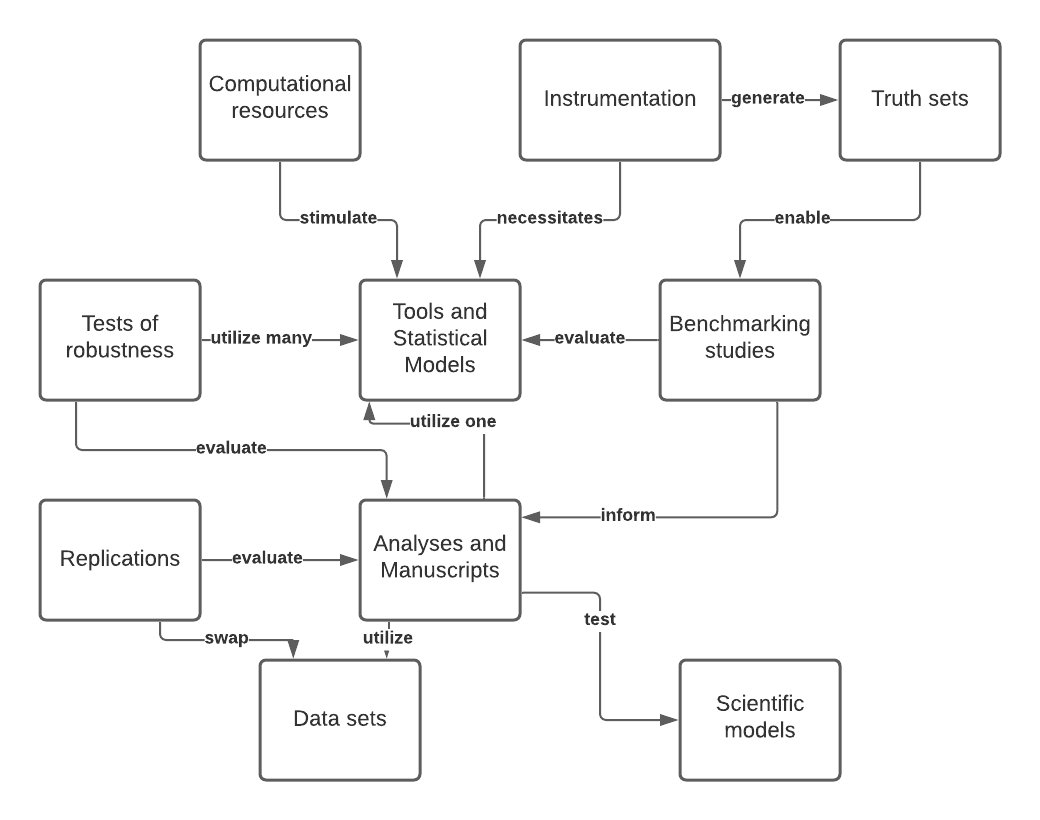 Computational
resources
Instrumentation
generate
Truth sets
stimulate
necessitates
enable
Tests of
robustness
utilize many
Tools and
Statistical
Models
evaluate
Benchmarking
studies
utilize one
evaluate
Replications
evaluate
Analyses and
Manuscripts
inform
swap
utilize
test
Data sets
Scientific
models